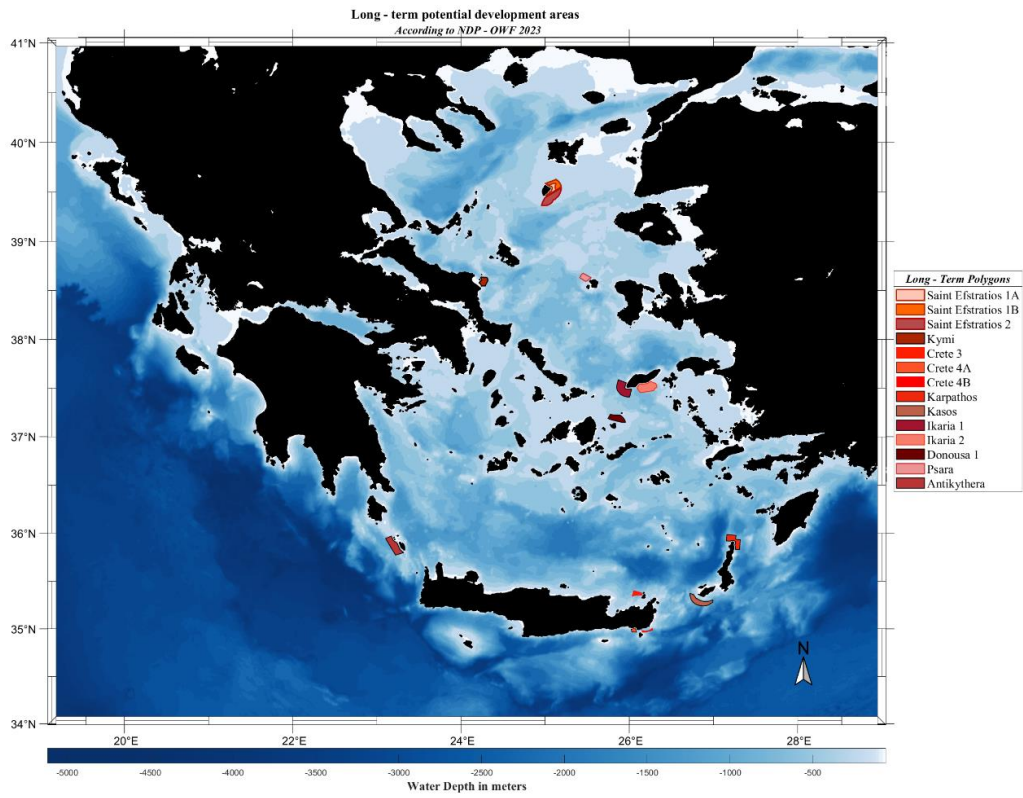 Long - term potential development areas
According to NDP - OWF 2023
41°N
40°N
39°N
38°N
37°N
36°N
35°N
34°N
20°E
22°E
24°E
26°E
28°E
N
Long - Term Polygons
Saint Efstratios 1A
Saint Efstratios 1B
Saint Efstratios 2
Kymi
Crete 3
Crete 4A
Crete 4B
Karpathos
Kasos
Ikaria 1
Ikaria 2
Donousa 1
Psara
Antikythera
-5000 -4500 -4000 -3500 -3000 -2500 -2000 -1500 -1000 -500
Water Depth in meters